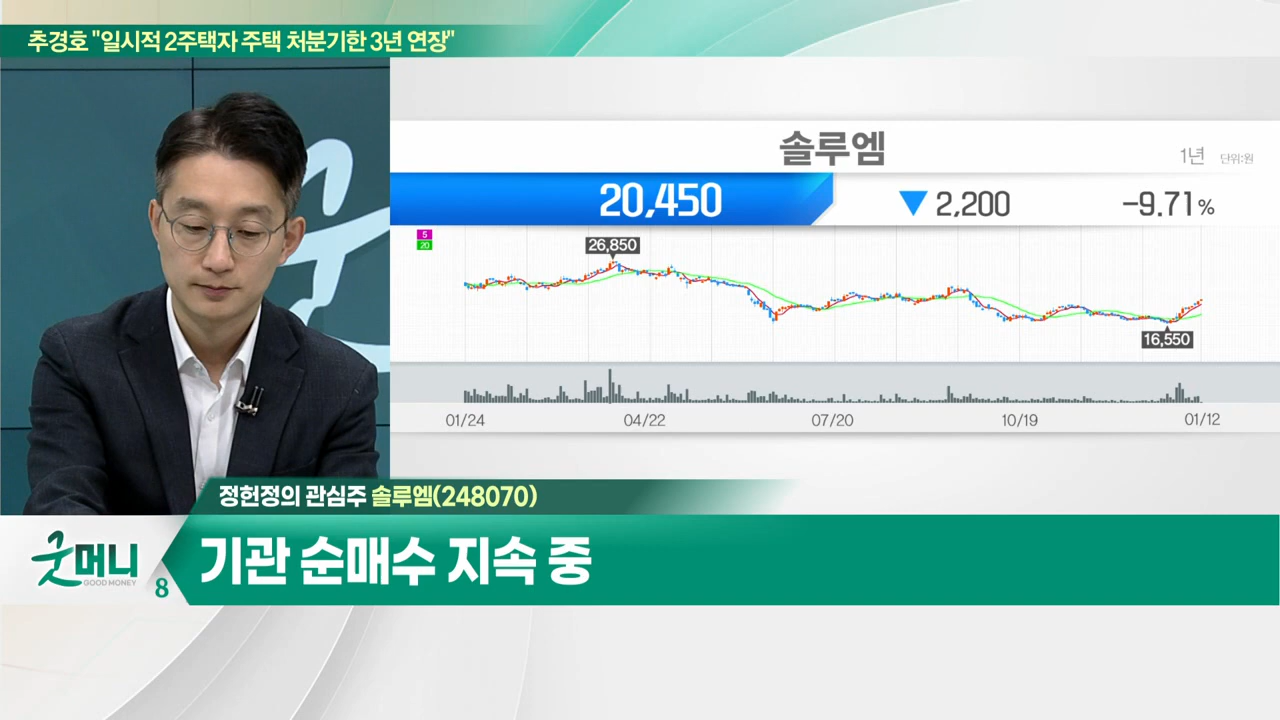 추경호 "일시적 2주택자 주택 처분기한 3년 연장"
솔루엠
1년 단위:원
20,450 ▼ 2,200 -9.71%
5
20
26,850
16,550
01/24 04/22 07/20 10/19 01/12
정헌정의 관심주 솔루엠(248070)
굿머니
GOOD MONEY
8
기관 순매수 지속 중